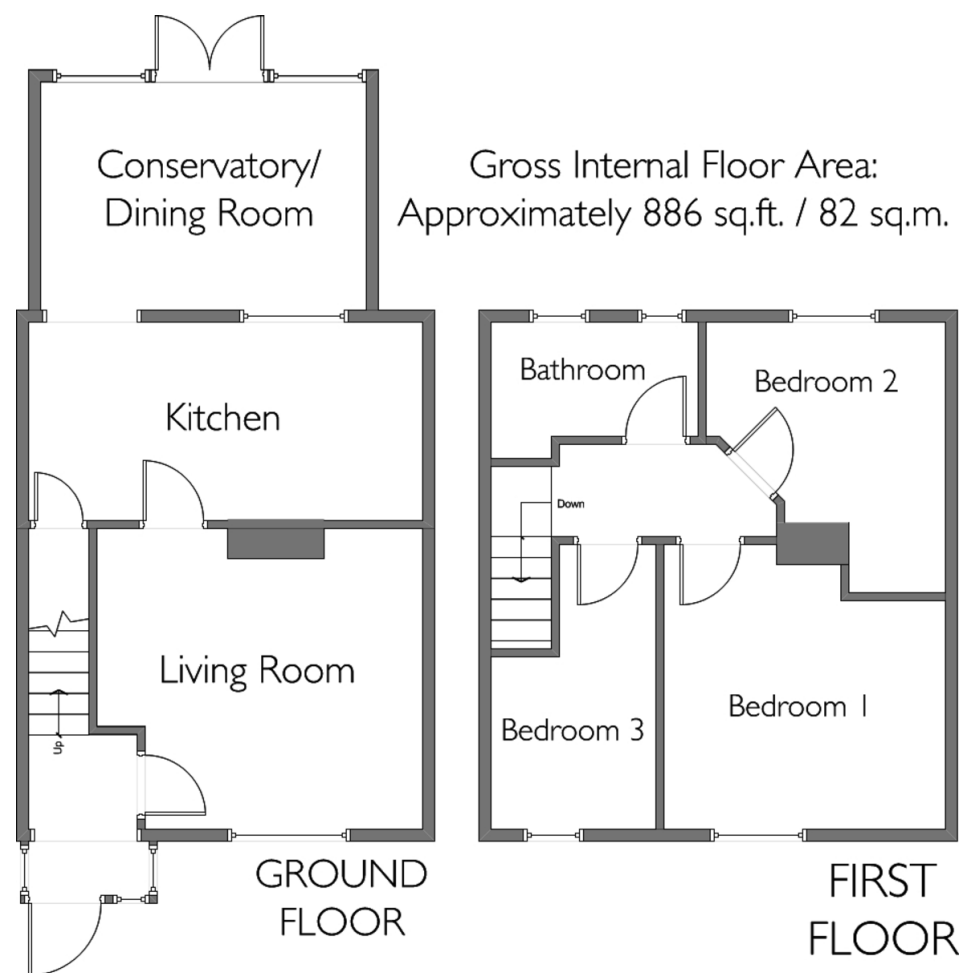 Conservatory/
Dining Room
Gross Internal Floor Area:
Approximately 886 sq.ft. / 82 sq.m.
Kitchen
Living Room
Up
GROUND
FLOOR
Bathroom
Bedroom 2
Down
Bedroom 3
Bedroom 1
FIRST
FLOOR